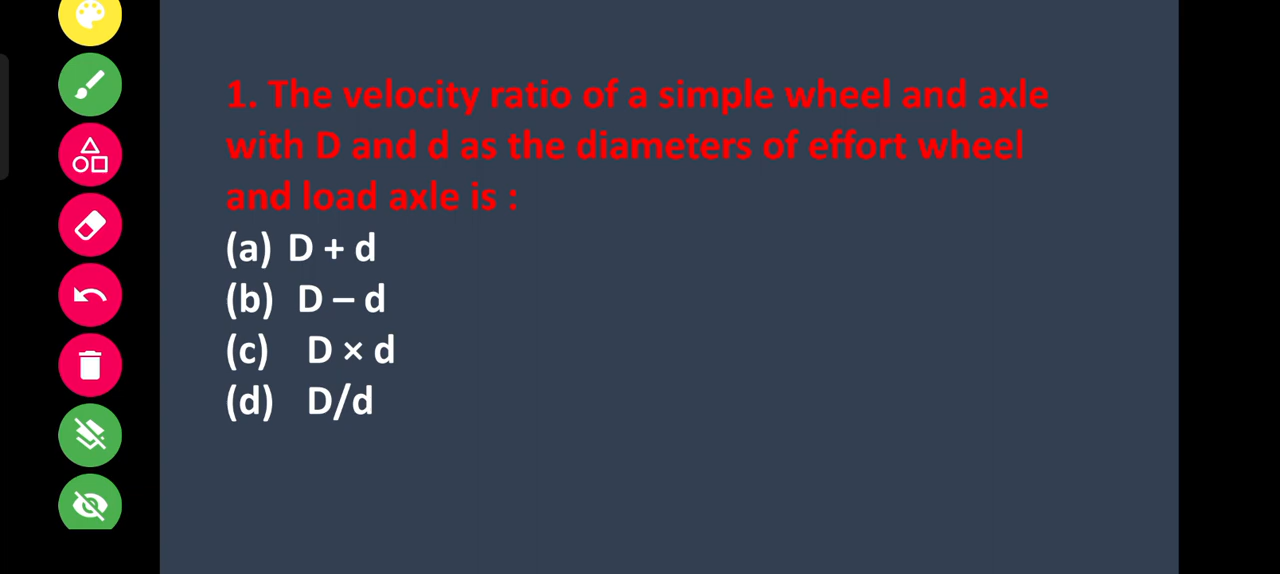 1. The velocity ratio of a simple wheel and axle
with D and d as the diameters of effort wheel
and load axle is :
(a) D + d
(b) D – d
(c) D × d
(d) D/d